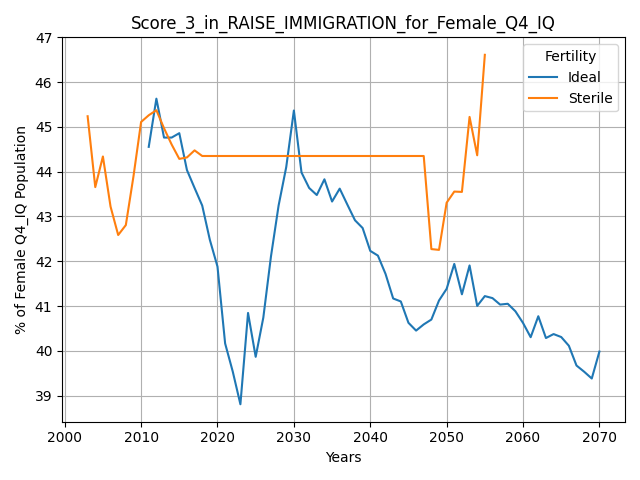 Score_3_in_RAISE_IMMIGRATION_for_Female_Q4_IQ
% of Female Q4_IQ Population
47
46
45
44
43
42
41
40
39
Fertility
Ideal
Sterile
2000 2010 2020 2030 2040 2050 2060 2070
Years